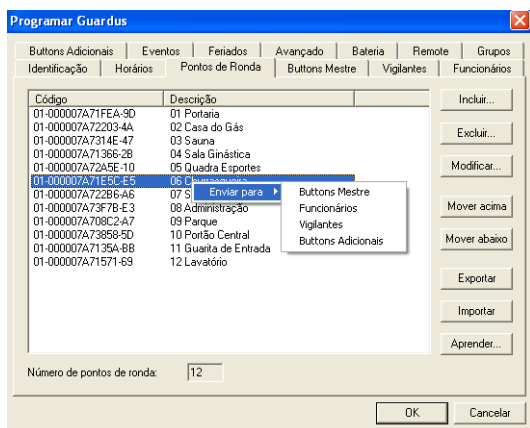 Programar Guardus
Buttons Adicionais Eventos Feriados Avançado Bateria Remote Grupos
Identificação Horários Pontos de Ronda Buttons Mestre Vigilantes Funcionários
Código Descrição
01-000007A71FEA-9D 01 Portaria
01-000007A72203-4A 02 Casa do Gás
01-000007A7314E-47 03 Sauna
01-000007A71366-2B 04 Sala Ginástica
01-000007A72A5E-10 05 Quadra Esportes
01-000007A71E5C-E5 06 Churrasqueira
01-000007A722B6-A6 07 S
01-000007A73F7B-E3 08 Administração
01-000007A708C2-A7 09 Parque
01-000007A73858-5D 10 Portão Central
01-000007A7135A-BB 11 Guarita de Entrada
01-000007A71571-69 12 Lavatório
Enviar para
Buttons Mestre
Funcionários
Vigilantes
Buttons Adicionais
Incluir...
Excluir...
Modificar...
Mover acima
Mover abaixo
Exportar
Importar
Aprender...
Número de pontos de ronda: 12
OK Cancelar